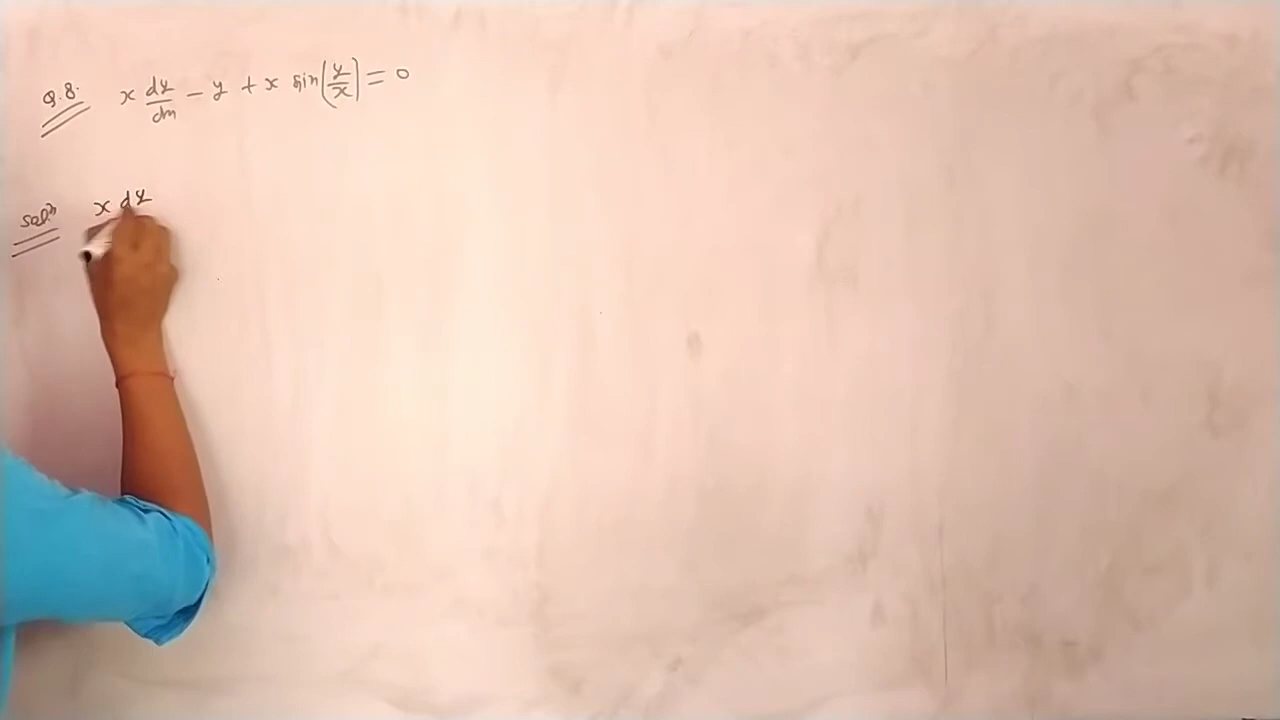 Q.8. x dy/dx - y + x sin(y/x) = 0
Sol.n x dy